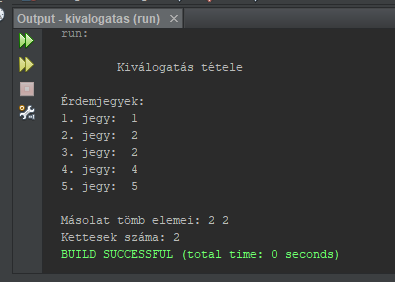 Output - kivalogatas (run) ×
run:
Kiválogatás tétele
Érdemjegyek:
1. jegy: 1
2. jegy: 2
3. jegy: 2
4. jegy: 4
5. jegy: 5
Másolat tömb elemei: 2 2
Kettesek száma: 2
BUILD SUCCESSFUL (total time: 0 seconds)